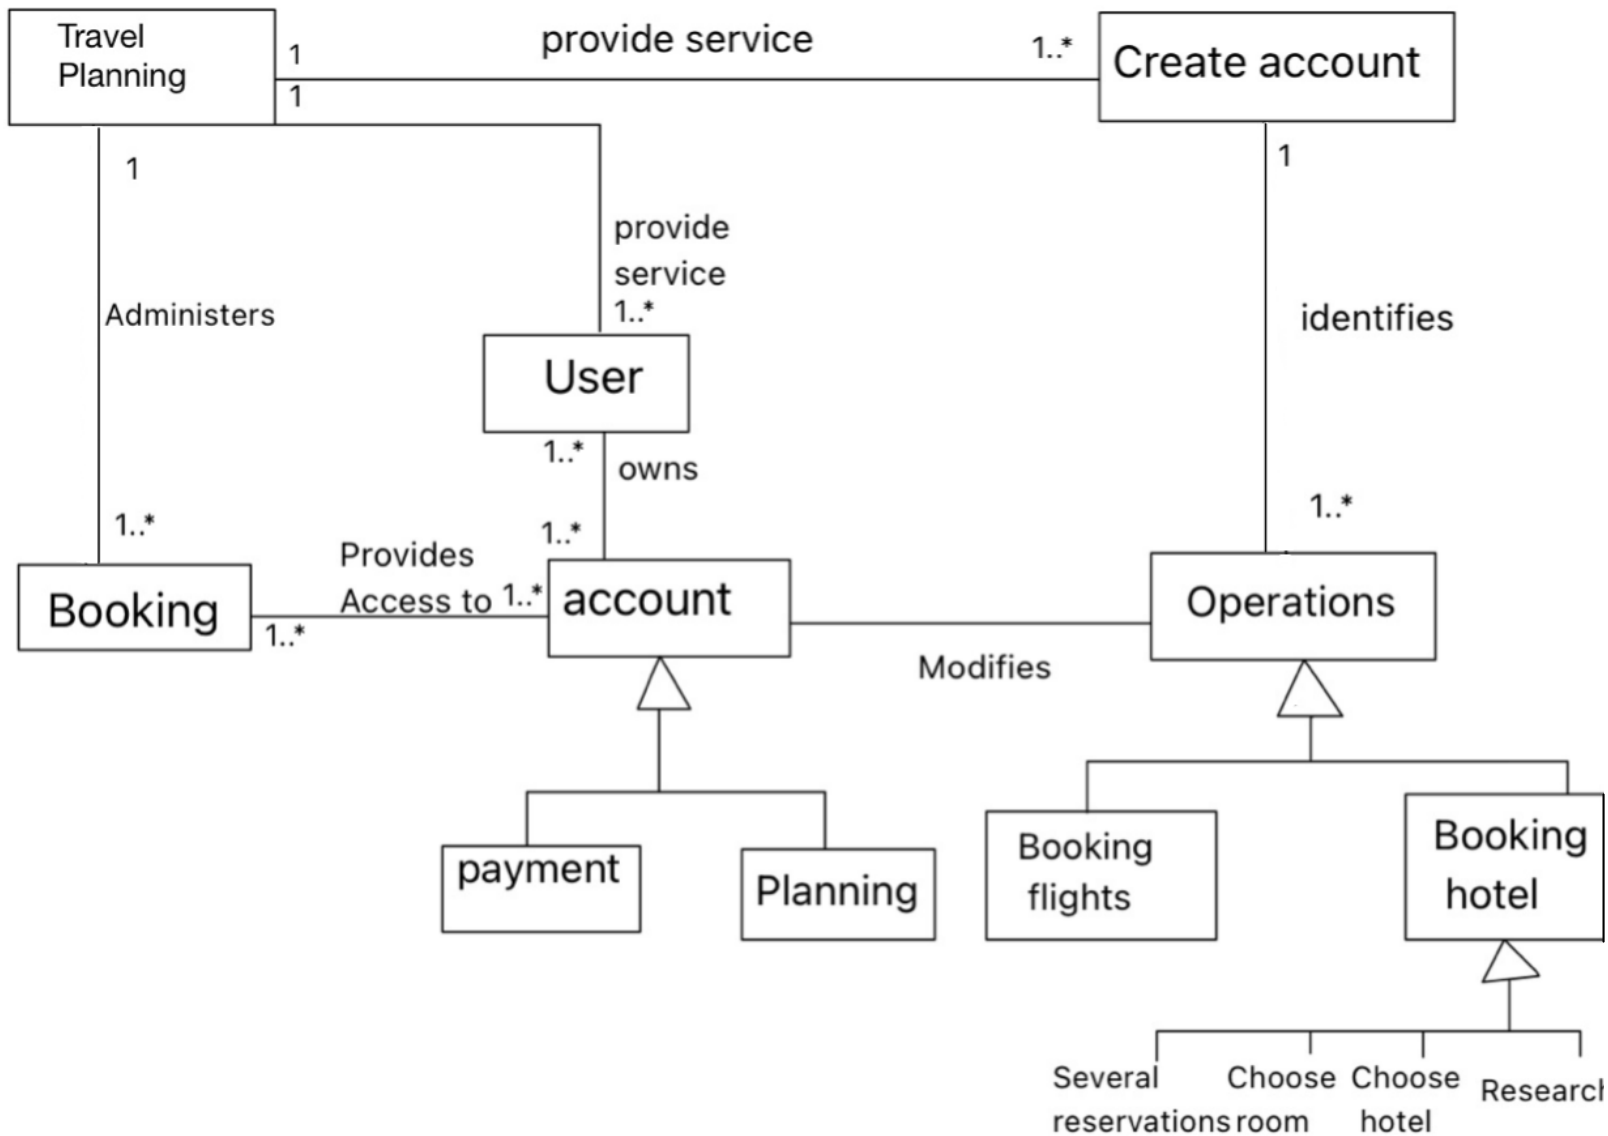 Travel
Planning
1
provide service
1..*
Create account
1
1
1
provide
service
1..*
Administers
identifies
User
1..*
owns
1..*
1..*
1..*
Provides
Access to
1..*
Booking
1..*
account
Operations
Modifies
payment
Planning
Booking
flights
Booking
hotel
Several
reservations
Choose
room
Choose
hotel
Research